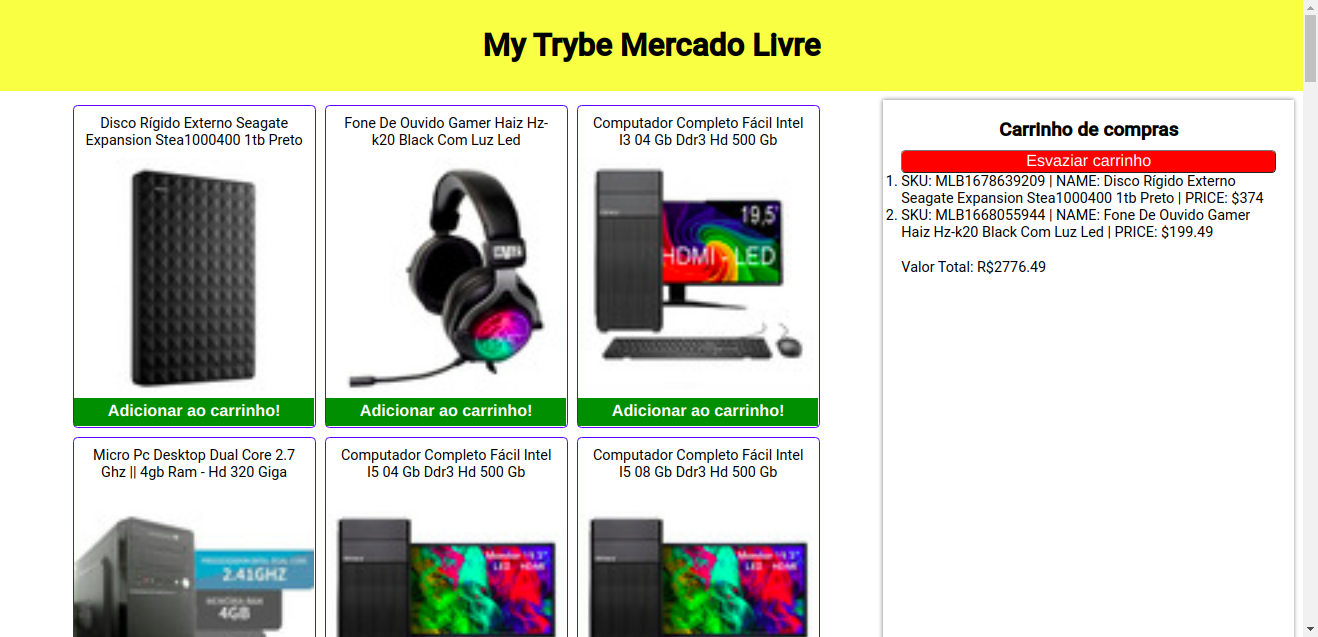 My Trybe Mercado Livre
Disco Rígido Externo Seagate
Expansion Stea1000400 1tb Preto
Adicionar ao carrinho!
Fone De Ouvido Gamer Haiz Hz-
k20 Black Com Luz Led
Adicionar ao carrinho!
Computador Completo Fácil Intel
I3 04 Gb Ddr3 Hd 500 Gb
19,5"
HDMI - LED
Adicionar ao carrinho!
Micro Pc Desktop Dual Core 2.7
Ghz || 4gb Ram - Hd 320 Giga
2.41GHZ
MEMÓRIA RAM
4GB
Computador Completo Fácil Intel
I5 04 Gb Ddr3 Hd 500 Gb
LED HDMI
Computador Completo Fácil Intel
I5 08 Gb Ddr3 Hd 500 Gb
LED HDMI
Carrinho de compras
Esvaziar carrinho
1. SKU: MLB1678639209 | NAME: Disco Rígido Externo
Seagate Expansion Stea1000400 1tb Preto | PRICE: $374
2. SKU: MLB1668055944 | NAME: Fone De Ouvido Gamer
Haiz Hz-k20 Black Com Luz Led | PRICE: $199.49
Valor Total: R$2776.49